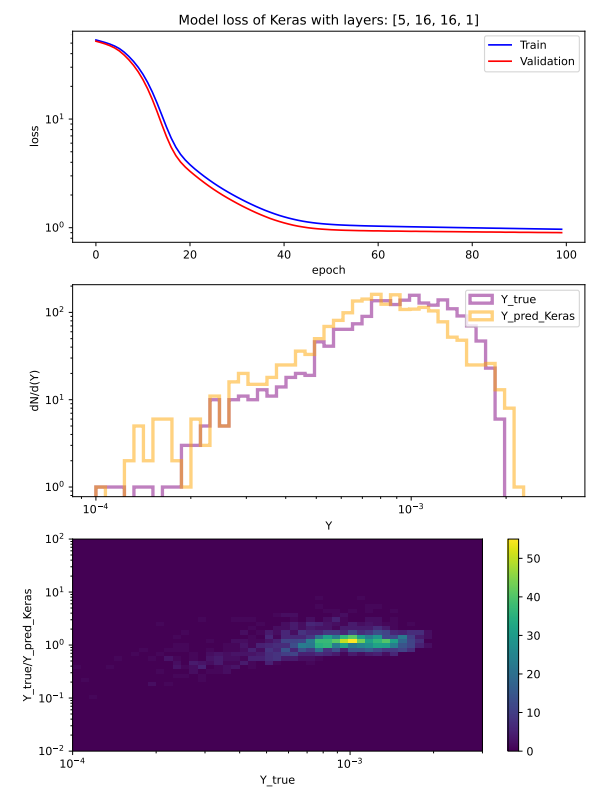 Model loss of Keras with layers: [5, 16, 16, 1]
Train
Validation
loss
10¹
10⁰
0 20 40 60 80 100
epoch
Y_true
Y_pred_Keras
dN/d(Y)
10²
10¹
10⁰
10⁻⁴ 10⁻³
Y
Y_true/Y_pred_Keras
10²
10¹
10⁰
10⁻¹
10⁻²
10⁻⁴ 10⁻³
Y_true
50
40
30
20
10
0